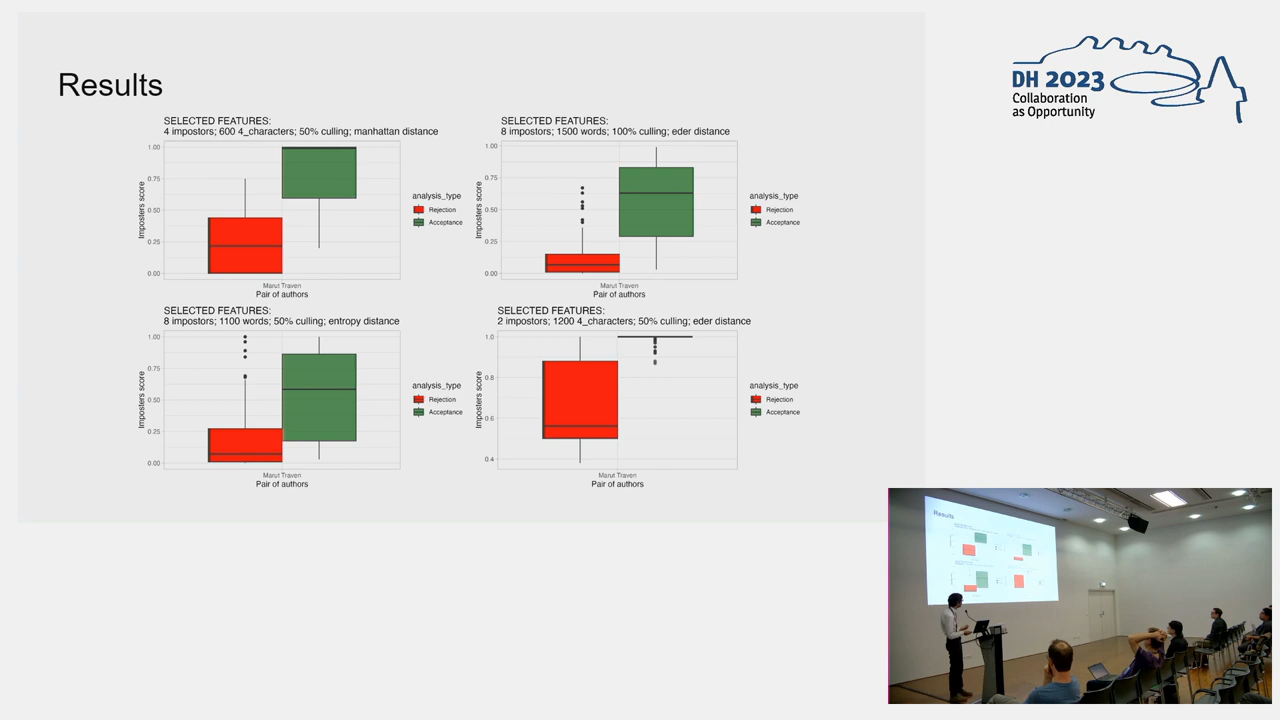 Results
SELECTED FEATURES:
4 impostors; 600 4_characters; 50% culling; manhattan distance
1.00
0.75
0.50
0.25
0.00
Imposters score
Marut Traven
Pair of authors
analysis_type
Rejection
Acceptance
SELECTED FEATURES:
8 impostors; 1500 words; 100% culling; eder distance
1.00
0.75
0.50
0.25
0.00
Imposters score
Marut Traven
Pair of authors
analysis_type
Rejection
Acceptance
SELECTED FEATURES:
8 impostors; 1100 words; 50% culling; entropy distance
1.00
0.75
0.50
0.25
0.00
Imposters score
Marut Traven
Pair of authors
analysis_type
Rejection
Acceptance
SELECTED FEATURES:
2 impostors; 1200 4_characters; 50% culling; eder distance
1.0
0.8
0.6
0.4
Imposters score
Marut Traven
Pair of authors
analysis_type
Rejection
Acceptance
DH 2023
Collaboration
as Opportunity
Results